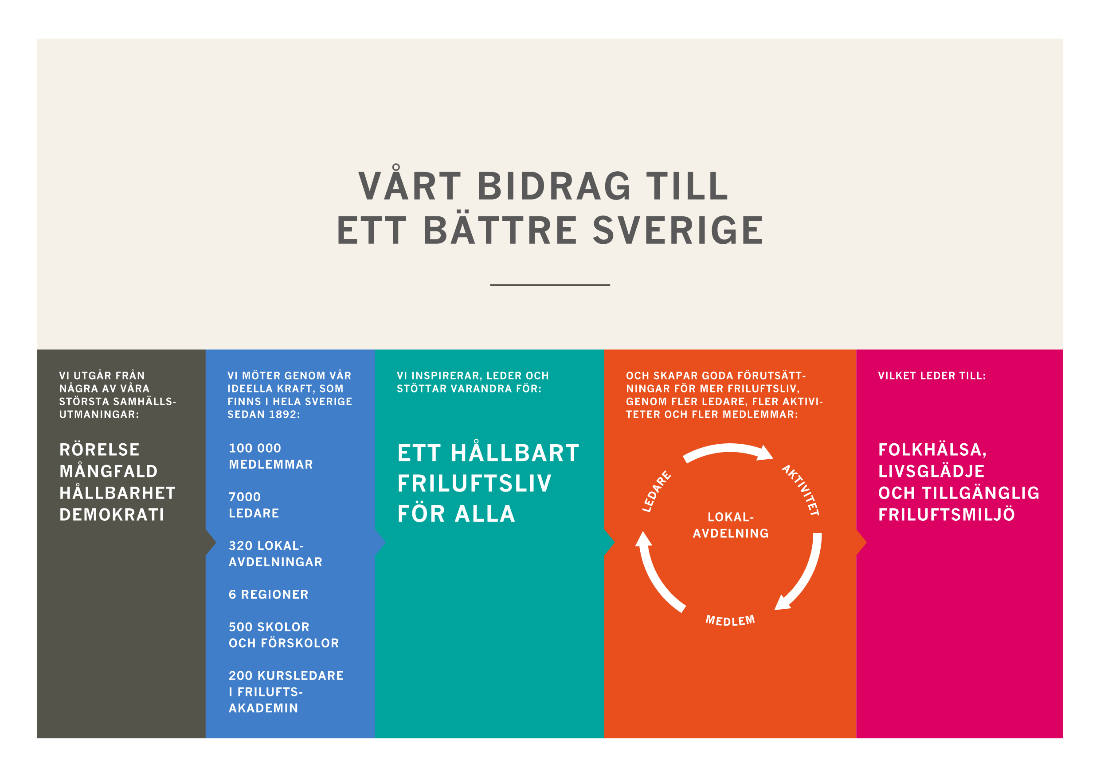 VÅRT BIDRAG TILL
ETT BÄTTRE SVERIGE
VI UTGÅR FRÅN
NÅGRA AV VÅRA
STÖRSTA SAMHÄLLS-
UTMANINGAR:
RÖRELSE
MÅNGFALD
HÅLLBARHET
DEMOKRATI
VI MÖTER GENOM VÅR
IDEELLA KRAFT, SOM
FINNS I HELA SVERIGE
SEDAN 1892:
100 000
MEDLEMMAR
7000
LEDARE
320 LOKAL-
AVDELNINGAR
6 REGIONER
500 SKOLOR
OCH FÖRSKOLOR
200 KURSLEDARE
I FRILUFTS-
AKADEMIN
VI INSPIRERAR, LEDER OCH
STÖTTAR VARANDRA FÖR:
ETT HÅLLBART
FRILUFTSLIV
FÖR ALLA
OCH SKAPAR GODA FÖRUTSÄTT-
NINGAR FÖR MER FRILUFTSLIV,
GENOM FLER LEDARE, FLER AKTIVI-
TETER OCH FLER MEDLEMMAR:
LEDARE
AKTIVITET
LOKAL-
AVDELNING
MEDLEM
VILKET LEDER TILL:
FOLKHÄLSA,
LIVSGLÄDJE
OCH TILLGÄNGLIG
FRILUFTSMILJÖ